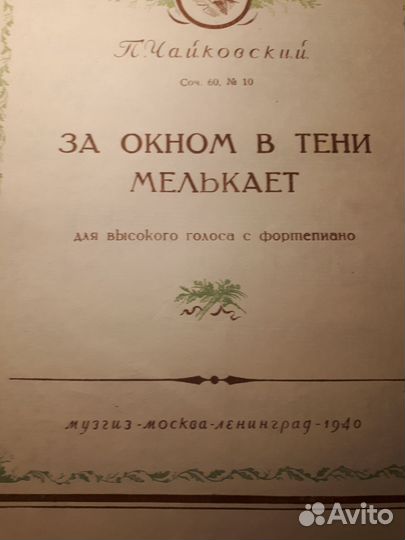 П. Чайковский
Соч. 60, № 10
ЗА ОКНОМ В ТЕНИ
МЕЛЬКАЕТ
для высокого голоса с фортепиано
музгиз-москва-ленинград-1940
Avito